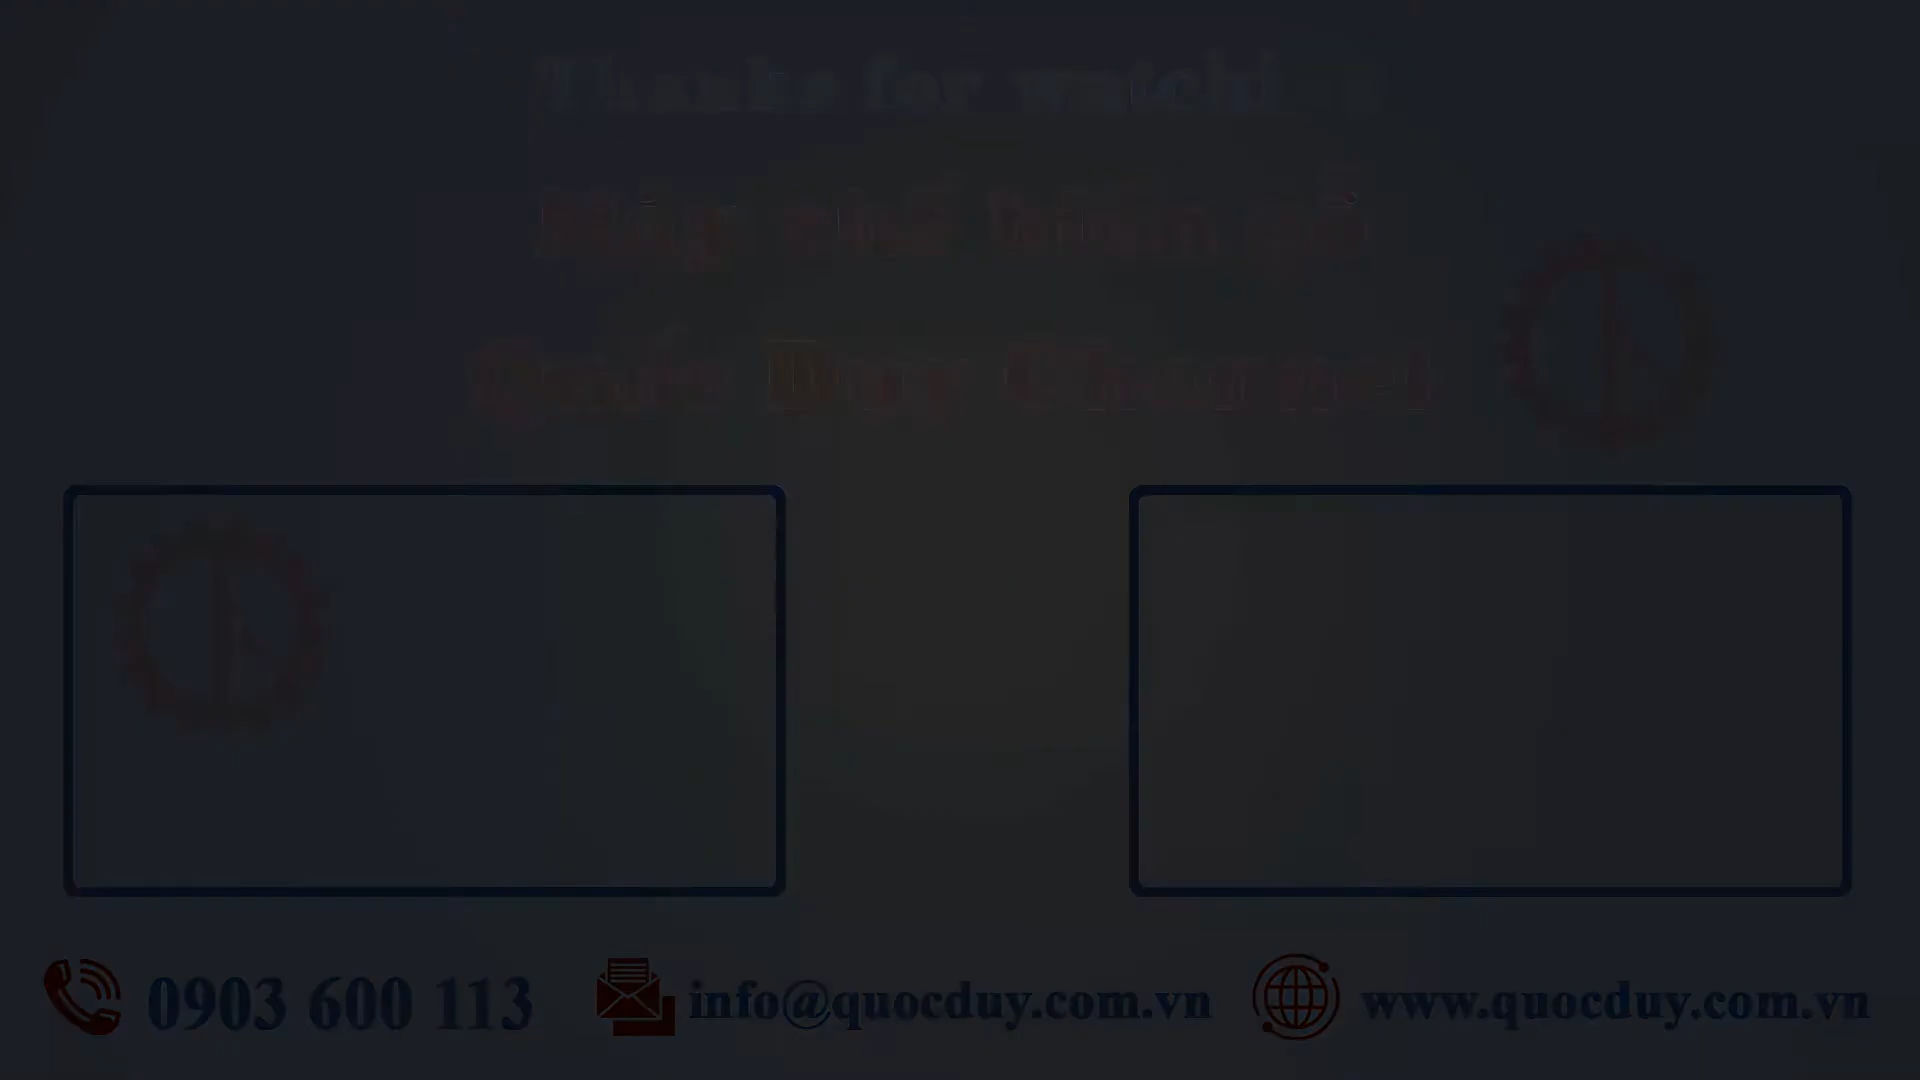 Thanks for watchi
Quốc Duy Channel
0903 600 113
info@quocduy.com.vn
www.quocduy.com.vn